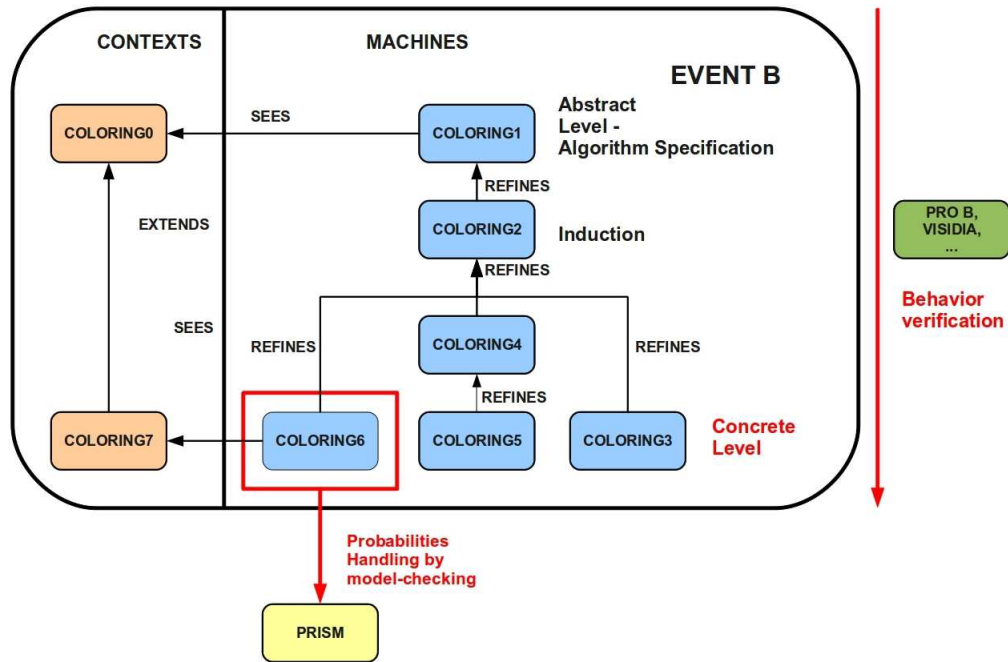 CONTEXTS
MACHINES
EVENT B
COLORING0
SEES
COLORING1
Abstract
Level -
Algorithm Specification
REFINES
EXTENDS
COLORING2
Induction
PRO B,
VISIDIA,
...
REFINES
Behavior
verification
SEES
REFINES
COLORING4
REFINES
REFINES
COLORING7
COLORING6
COLORING5
COLORING3
Concrete
Level
Probabilities
Handling by
model-checking
PRISM